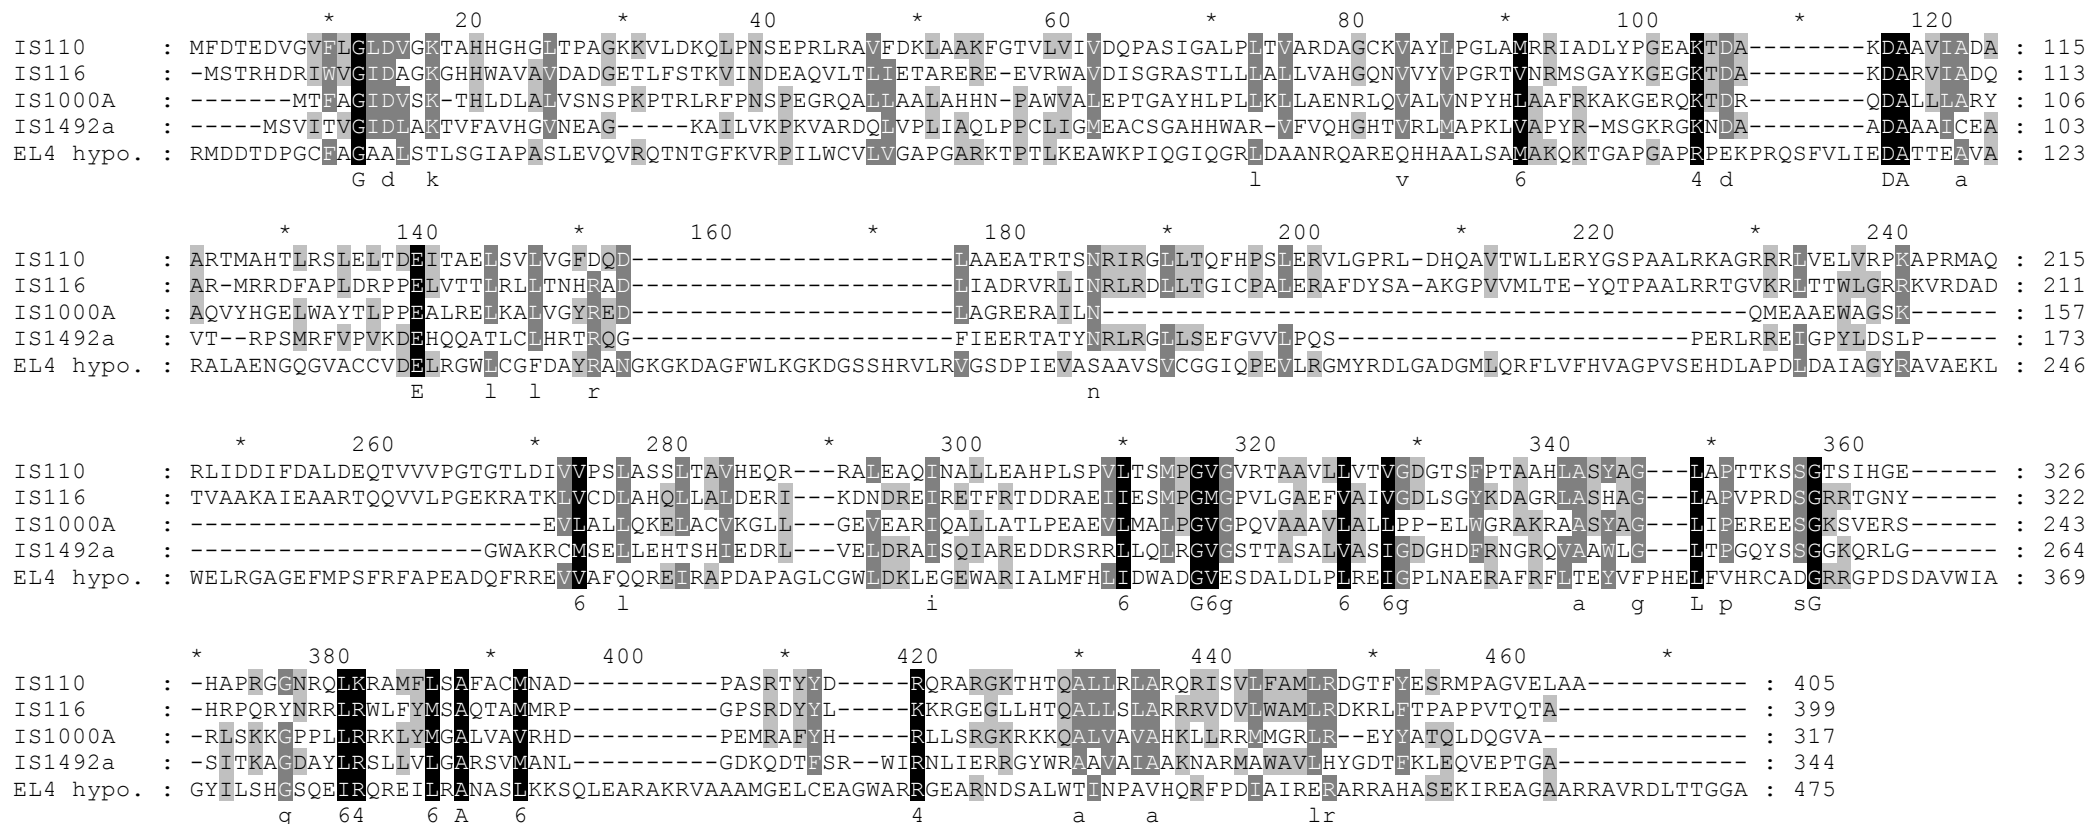 * 20 * 40 * 60 * 80 * 100 * 120
IS110 : MFDTEDVGVFLGLDVGKTAHHGHGLTPAGKKVLDKQLPNSEPRLRAVFDKLAAKFGTVLVIVDQPASIGALPLTVARDAGCKVAYLPGLAMRRIADLYPGEAKTDA--------KDAAVIADA : 115
IS116 : -MSTRHDRIWVGIDAGKGHHWAVAVDADGETLFSTKVINDEAQVLTLIETARERE-EVRWAVDISGRASTLLLALLVAHGQNVVYVPGRTVNRMSGAYKGEGKTDA--------KDARVIADQ : 113
IS1000A : -------MTFAGIDVSK-THLDLALVSNSPKPTRLRFPNSPEGRQALLAALAHHN-PAWVALEPTGAYHLPLLKLLAENRLQVALVNPYHLAAFRKAKGERQKTDR--------QDALLLARY : 106
IS1492a : -----MSVITVGIDLAKTVFAVHGVNEAG-----KAILVKPKVARDQLVPLIAQLPPCLIGMEACSGAHHWAR-VFVQHGHTVRLMAPKLVAPYR-MSGKRGKNDA--------ADAAAICEA : 103
EL4 hypo. : RMDDTDPGCFAGAALSTLSGIAPASLEVQVRQTNTGFKVRPILWCVLVGAPGARKTPTLKEAWKPIQGIQGRLDAANRQAREQHHAALSAMAKQKTGAPGAPRPEKPRQSFVLIEDATTEAVA : 123
G d k l v 6 4 d DA a
* 140 * 160 * 180 * 200 * 220 * 240
IS110 : ARTMAHTLRSLELTDEITAELSVLVGFDQD----------------------LAAEATRTSNRIRGLLTQFHPSLERVLGPRL-DHQAVTWLLERYGSPAALRKAGRRRLVELVRPKAPRMAQ : 215
IS116 : AR-MRRDFAPLDRPPELVTTLRLLTNHRAD----------------------LIADRVRLINRLRDLLTGICPALERAFDYSA-AKGPVVMLTE-YQTPAALRRTGVKRLTTWLGRRKVRDAD : 211
IS1000A : AQVYHGELWAYTLPPEALRELKALVGYRED----------------------LAGRERAILN------------------------------------------QMEAAEWAGSK------ : 157
IS1492a : VT--RPSMRFVPVKDEHQQATLCLHRTRQG----------------------FIEERTATYNRLRGLLSEFGVVLPQS------------------------PERLRREIGPYLDSLP----- : 173
EL4 hypo. : RALAENGQGVACCVDELRGWLCGFDAYRANGKGKDAGFWLKGKDGSSHRVLRVGSDPIEVASAAVSVCGGIQPEVLRGMYRDLGADGMLQRFLVFHVAGPVSEHDLAPDLDAIAGYRAVAEKL : 246
E l l r n
* 260 * 280 * 300 * 320 * 340 * 360
IS110 : RLIDDIFDALDEQTVVVPGTGTLDIVVPSLASSLTAVHEQR---RALEAQINALLEAHPLSPVLTSMPGVGVRTAAVLLVTVGDGTSFPTAAHLASYAG---LAPTTKSSGTSIHGE------ : 326
IS116 : TVAAKAIEAARTQQVVLPGEKRATKLVCDLAHQLLALDERI---KDNDREIRETFRTDDRAEIIESMPGMGPVLGAEFVAIVGDLSGYKDAGRLASHAG---LAPVPRDSGRRTGNY------ : 322
IS1000A : ------------------------------EVLALLQKELACVKGLL---GEVEARIQALLATLPEAEVLMALPGVGPQVAAAVLALLPP-ELWGRAKRAASYAG---LIPEREESGKSVERS------ : 243
IS1492a : -------------------------GWAKRCMSELLEHTSHIEDRL---VELDRAISQIAREDDRSRRLLQLRGVGSTTASALVASIGDGHDFRNGRQVAAWLG---LTPGQYSSGGKQRLG------ : 264
EL4 hypo. : WELRGAGEFMPSFRFAPEADQFRREVVAFQQREIRAPDAPAGLCGWLDKLEGEWARIALMFHLIDWADGVESDALDLPLREIGPLNAERAFRFLTEYVFPHELFVHRCADGRRGPDSDAVWIA : 369
6 l i 6 G6g 6 6g a g L p sG
* 380 * 400 * 420 * 440 * 460 *
IS110 : -HAPRGGNRQLKRAMFLSAFACMNAD----------PASRTYYD-----RQRARGKTHTQALLRLARQRISVLFAMLRDGTFYESRMPAGVELAA----------- : 405
IS116 : -HRPQRYNRRLRWLFYMSAQTAMMRP----------GPSRDYYL-----KKRGEGLLHTQALLSLARRRVDVLWAMLRDKRLFTPAPPVTQTA------------- : 399
IS1000A : -RLSKKGPPLLRRKLYMGALVAVRHD----------PEMRAFYH-----RLLSRGKRKKQALVAVAHKLLRRMMGRLR--EYYATQLDQGVA-------------- : 317
IS1492a : -SITKAGDAYLRSLLVLGARSVMANL----------GDKQDTFSR--WIRNLIERRGYWRAAVAIAAKNARMAWAVLHYGDTFKLEQVEPTGA------------- : 344
EL4 hypo. : GYILSHGSQEIRQREILRANASLKKSQLEARAKRVAAAMGELCEAGWARRGEARNDSALWTINPAVHQRFPDIAIRERARRAHASEKIREAGAARRAVRDLTTGGA : 475
g 64 6 A 6 4 a a lr